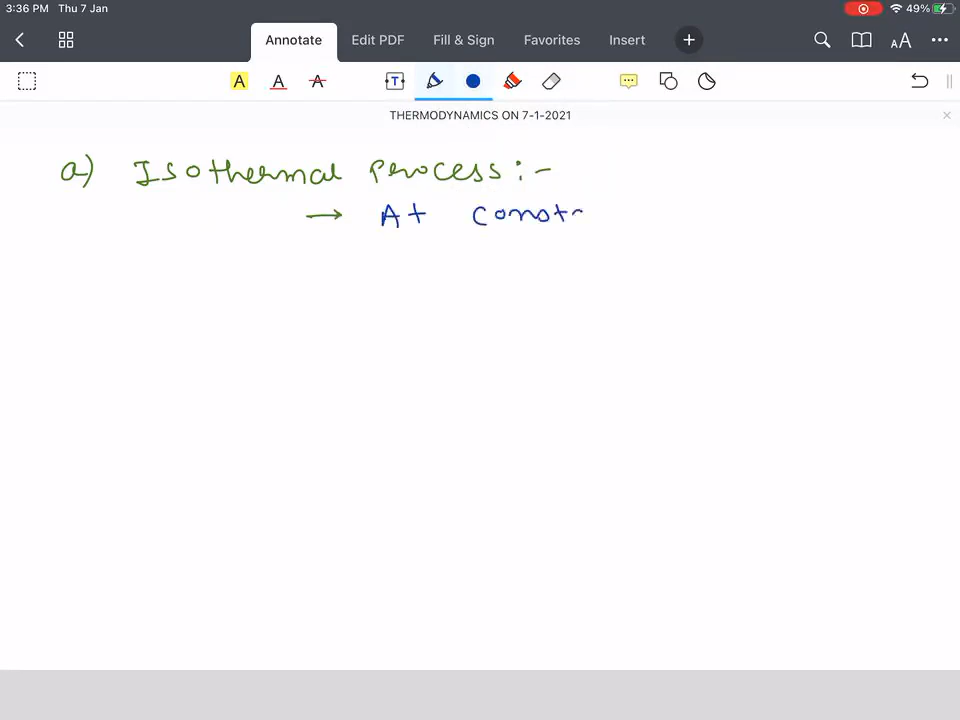 3:36 PM Thu 7 Jan 49%
Annotate Edit PDF Fill & Sign Favorites Insert
THERMODYNAMICS ON 7-1-2021
a) Isothermal Process :-
→ At